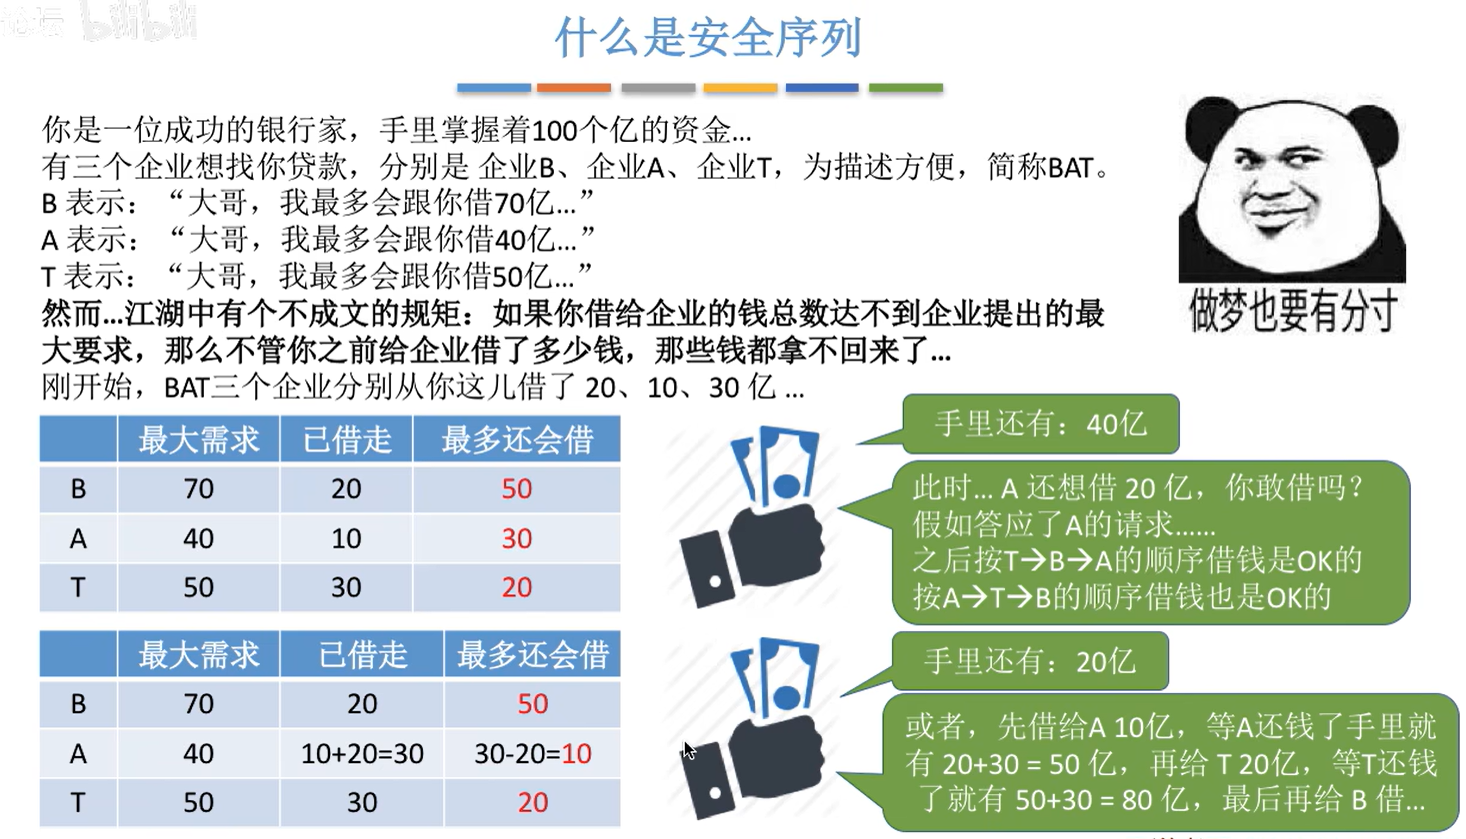 论坛 bilibili
什么是安全序列
你是一位成功的银行家，手里掌握着100个亿的资金...
有三个企业想找你贷款，分别是 企业B、企业A、企业T，为描述方便，简称BAT。
B 表示：“大哥，我最多会跟你借70亿...”
A 表示：“大哥，我最多会跟你借40亿...”
T 表示：“大哥，我最多会跟你借50亿...”
然而...江湖中有个不成文的规矩：如果你借给企业的钱总数达不到企业提出的最
大要求，那么不管你之前给企业借了多少钱，那些钱都拿不回来了...
刚开始，BAT三个企业分别从你这儿借了 20、10、30 亿 ...
做梦也要有分寸
最大需求 已借走 最多还会借
B 70 20 50
A 40 10 30
T 50 30 20
手里还有：40亿
此时... A 还想借 20 亿，你敢借吗？
假如答应了A的请求......
之后按T→B→A的顺序借钱是OK的
按A→T→B的顺序借钱也是OK的
最大需求 已借走 最多还会借
B 70 20 50
A 40 10+20=30 30-20=10
T 50 30 20
手里还有：20亿
或者，先借给A 10亿，等A还钱了手里就
有 20+30 = 50 亿，再给 T 20亿，等T还钱
了就有 50+30 = 80 亿，最后再给 B 借...